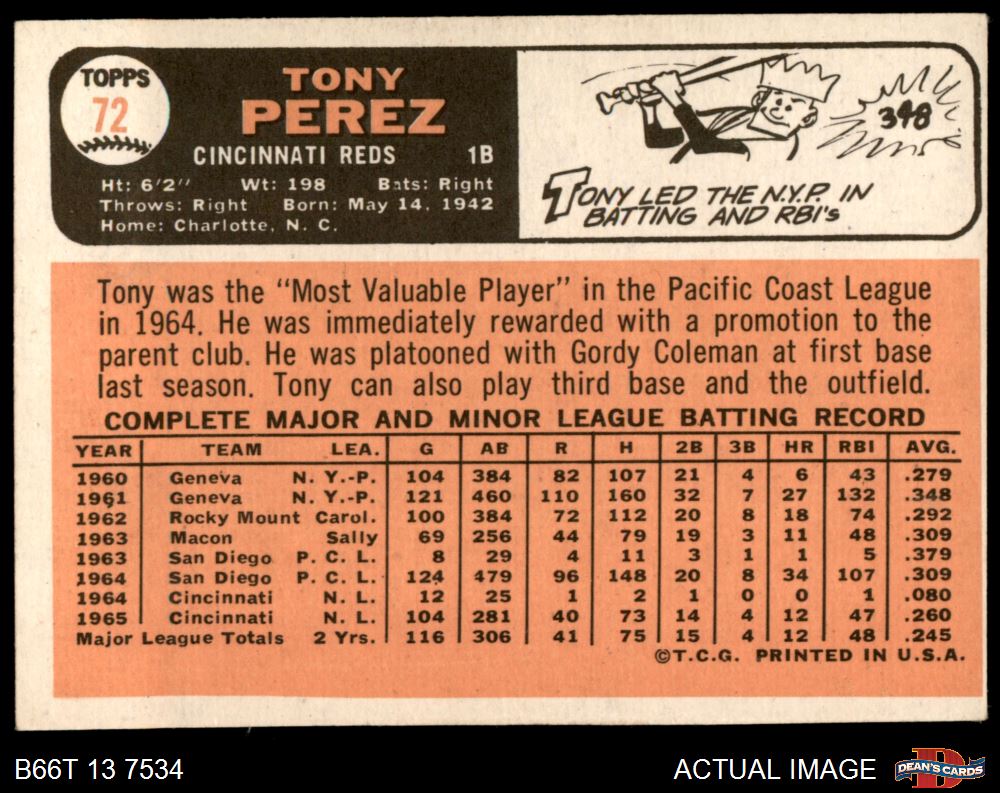 TOPPS
72
TONY
PEREZ
CINCINNATI REDS 1B
Ht: 6'2" Wt: 198 Bats: Right
Throws: Right Born: May 14, 1942
Home: Charlotte, N. C.
348
TONY LED THE N.Y.P. IN
BATTING AND RBI's
Tony was the "Most Valuable Player" in the Pacific Coast League
in 1964. He was immediately rewarded with a promotion to the
parent club. He was platooned with Gordy Coleman at first base
last season. Tony can also play third base and the outfield.
COMPLETE MAJOR AND MINOR LEAGUE BATTING RECORD
YEAR TEAM LEA. G AB R H 2B 3B HR RBI AVG.
1960 Geneva N. Y.-P. 104 384 82 107 21 4 6 43 .279
1961 Geneva N. Y.-P. 121 460 110 160 32 7 27 132 .348
1962 Rocky Mount Carol. 100 384 72 112 20 8 18 74 .292
1963 Macon Sally 69 256 44 79 19 3 11 48 .309
1963 San Diego P. C. L. 8 29 4 11 3 1 1 5 .379
1964 San Diego P. C. L. 124 479 96 148 20 8 34 107 .309
1964 Cincinnati N. L. 12 25 1 2 1 0 0 1 .080
1965 Cincinnati N. L. 104 281 40 73 14 4 12 47 .260
Major League Totals 2 Yrs. 116 306 41 75 15 4 12 48 .245
©T.C.G. PRINTED IN U.S.A.
B66T 13 7534
ACTUAL IMAGE
DEAN'S CARDS